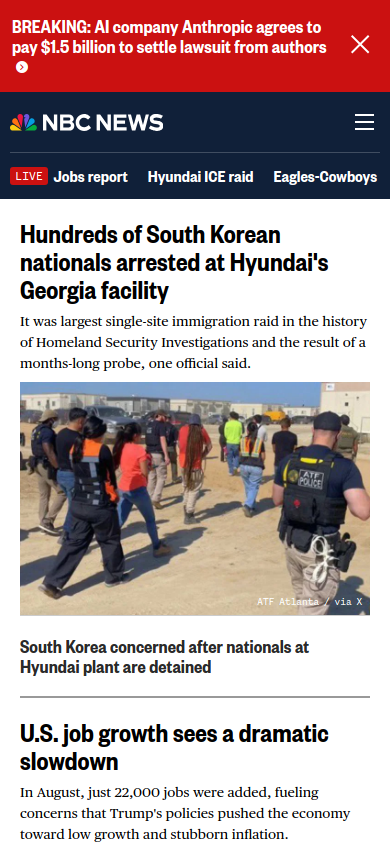 BREAKING: AI company Anthropic agrees to
pay $1.5 billion to settle lawsuit from authors
NBC NEWS
LIVE Jobs report Hyundai ICE raid Eagles-Cowboys
Hundreds of South Korean
nationals arrested at Hyundai's
Georgia facility
It was largest single-site immigration raid in the history
of Homeland Security Investigations and the result of a
months-long probe, one official said.
ATF
POLICE
ATF Atlanta / via X
South Korea concerned after nationals at
Hyundai plant are detained
U.S. job growth sees a dramatic
slowdown
In August, just 22,000 jobs were added, fueling
concerns that Trump's policies pushed the economy
toward low growth and stubborn inflation.